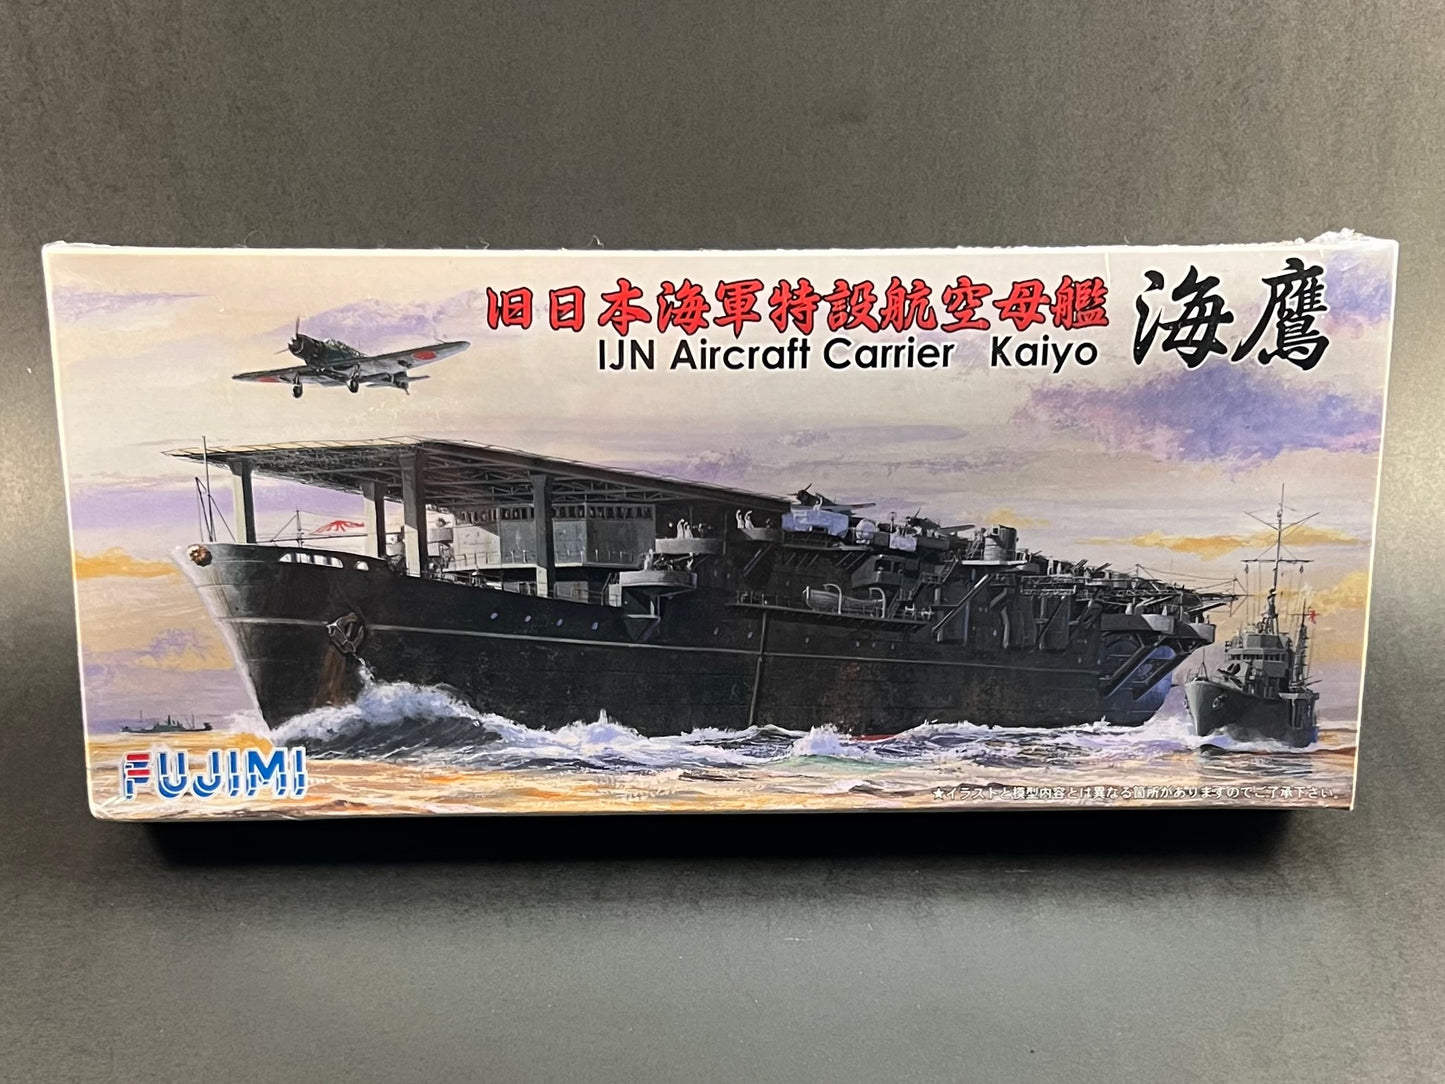 旧日本海軍特設航空母艦 海鷹
IJN Aircraft Carrier Kaiyo
FUJIMI
★イラストと模型内容とは異なる箇所がありますのでご了承下さい。